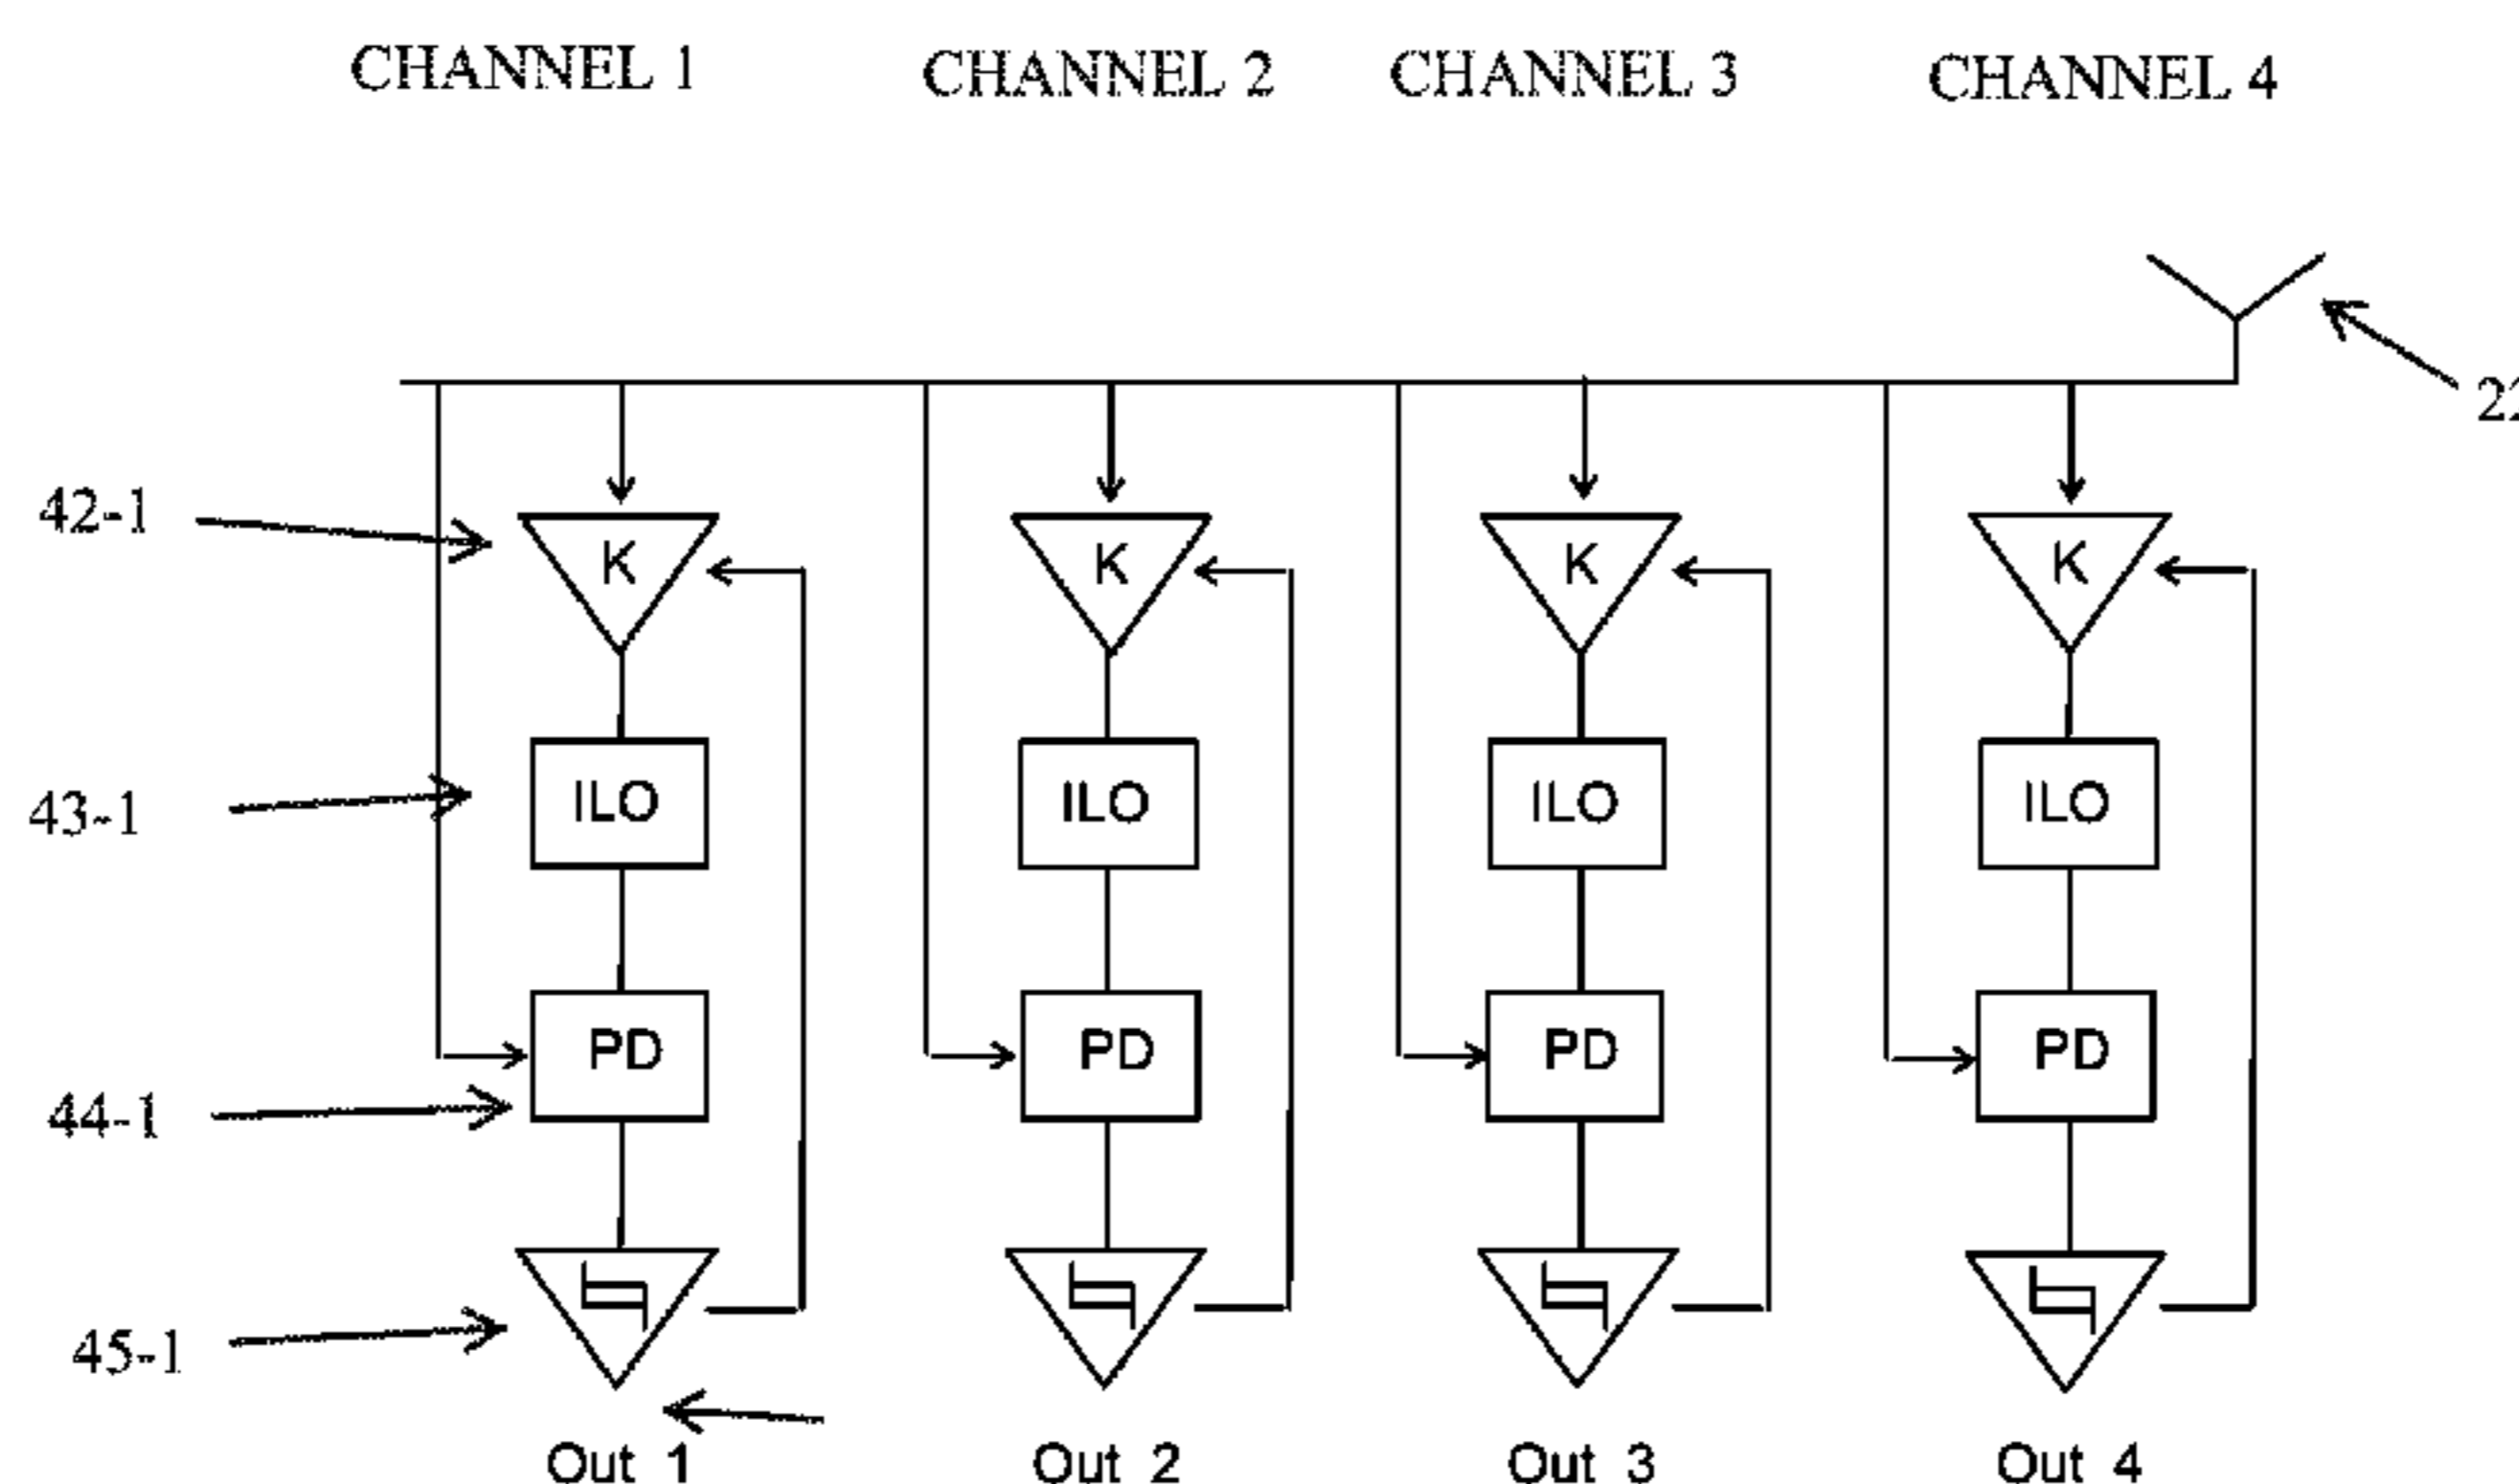 CHANNEL 1 CHANNEL 2 CHANNEL 3 CHANNEL 4
22
42-1
K K K K
43-1
ILO ILO ILO ILO
PD PD PD PD
44-1
45-1
Out 1 Out 2 Out 3 Out 4